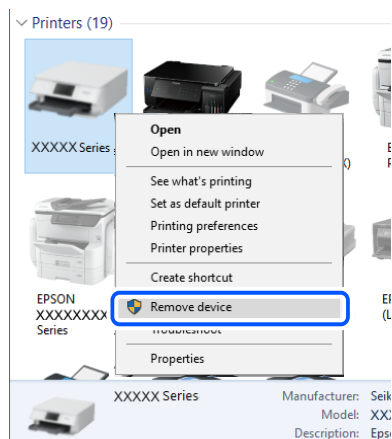 Printers (19)
XXXXX Series
Open
Open in new window
See what's printing
Set as default printer
Printing preferences
Printer properties
Create shortcut
Remove device
Troubleshoot
Properties
EPSON
XXXXXXXX
Series
XXXXX Series
Manufacturer:
Model:
Description: